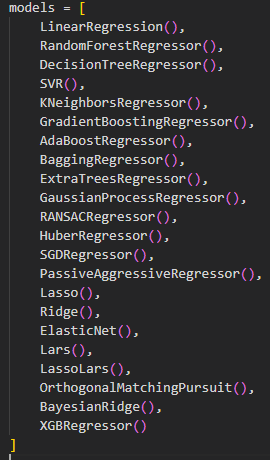 models = [
    LinearRegression(),
    RandomForestRegressor(),
    DecisionTreeRegressor(),
    SVR(),
    KNeighborsRegressor(),
    GradientBoostingRegressor(),
    AdaBoostRegressor(),
    BaggingRegressor(),
    ExtraTreesRegressor(),
    GaussianProcessRegressor(),
    RANSACRegressor(),
    HuberRegressor(),
    SGDRegressor(),
    PassiveAggressiveRegressor(),
    Lasso(),
    Ridge(),
    ElasticNet(),
    Lars(),
    LassoLars(),
    OrthogonalMatchingPursuit(),
    BayesianRidge(),
    XGBRegressor()
]